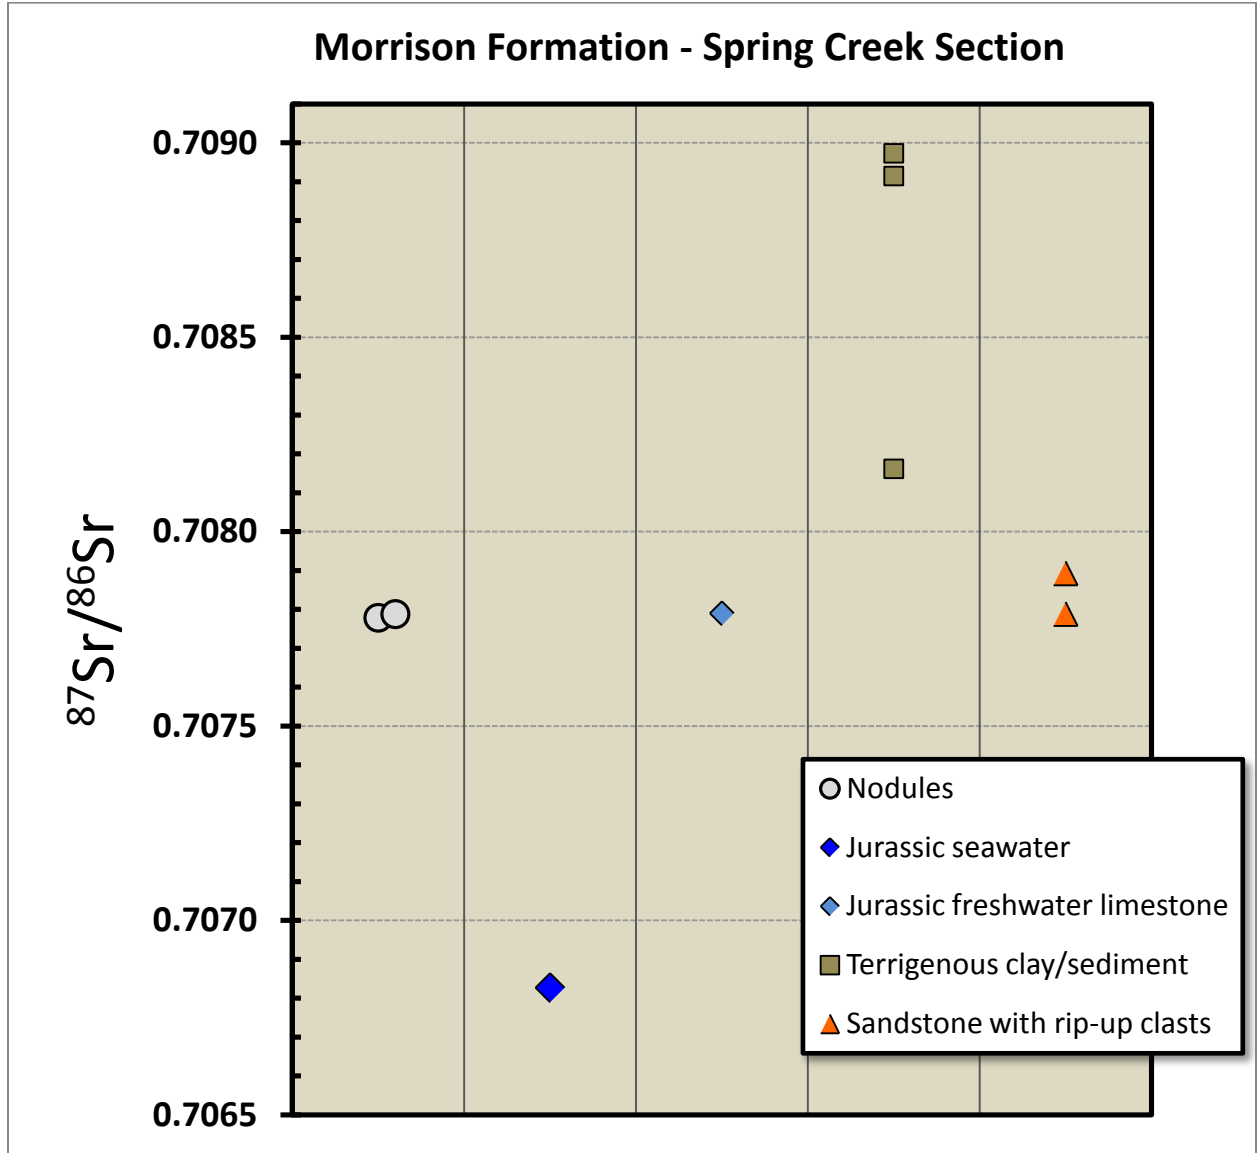 Morrison Formation - Spring Creek Section
0.7090
0.7085
0.7080
0.7075
0.7070
0.7065
⁸⁷Sr/⁸⁶Sr
Nodules
Jurassic seawater
Jurassic freshwater limestone
Terrigenous clay/sediment
Sandstone with rip-up clasts